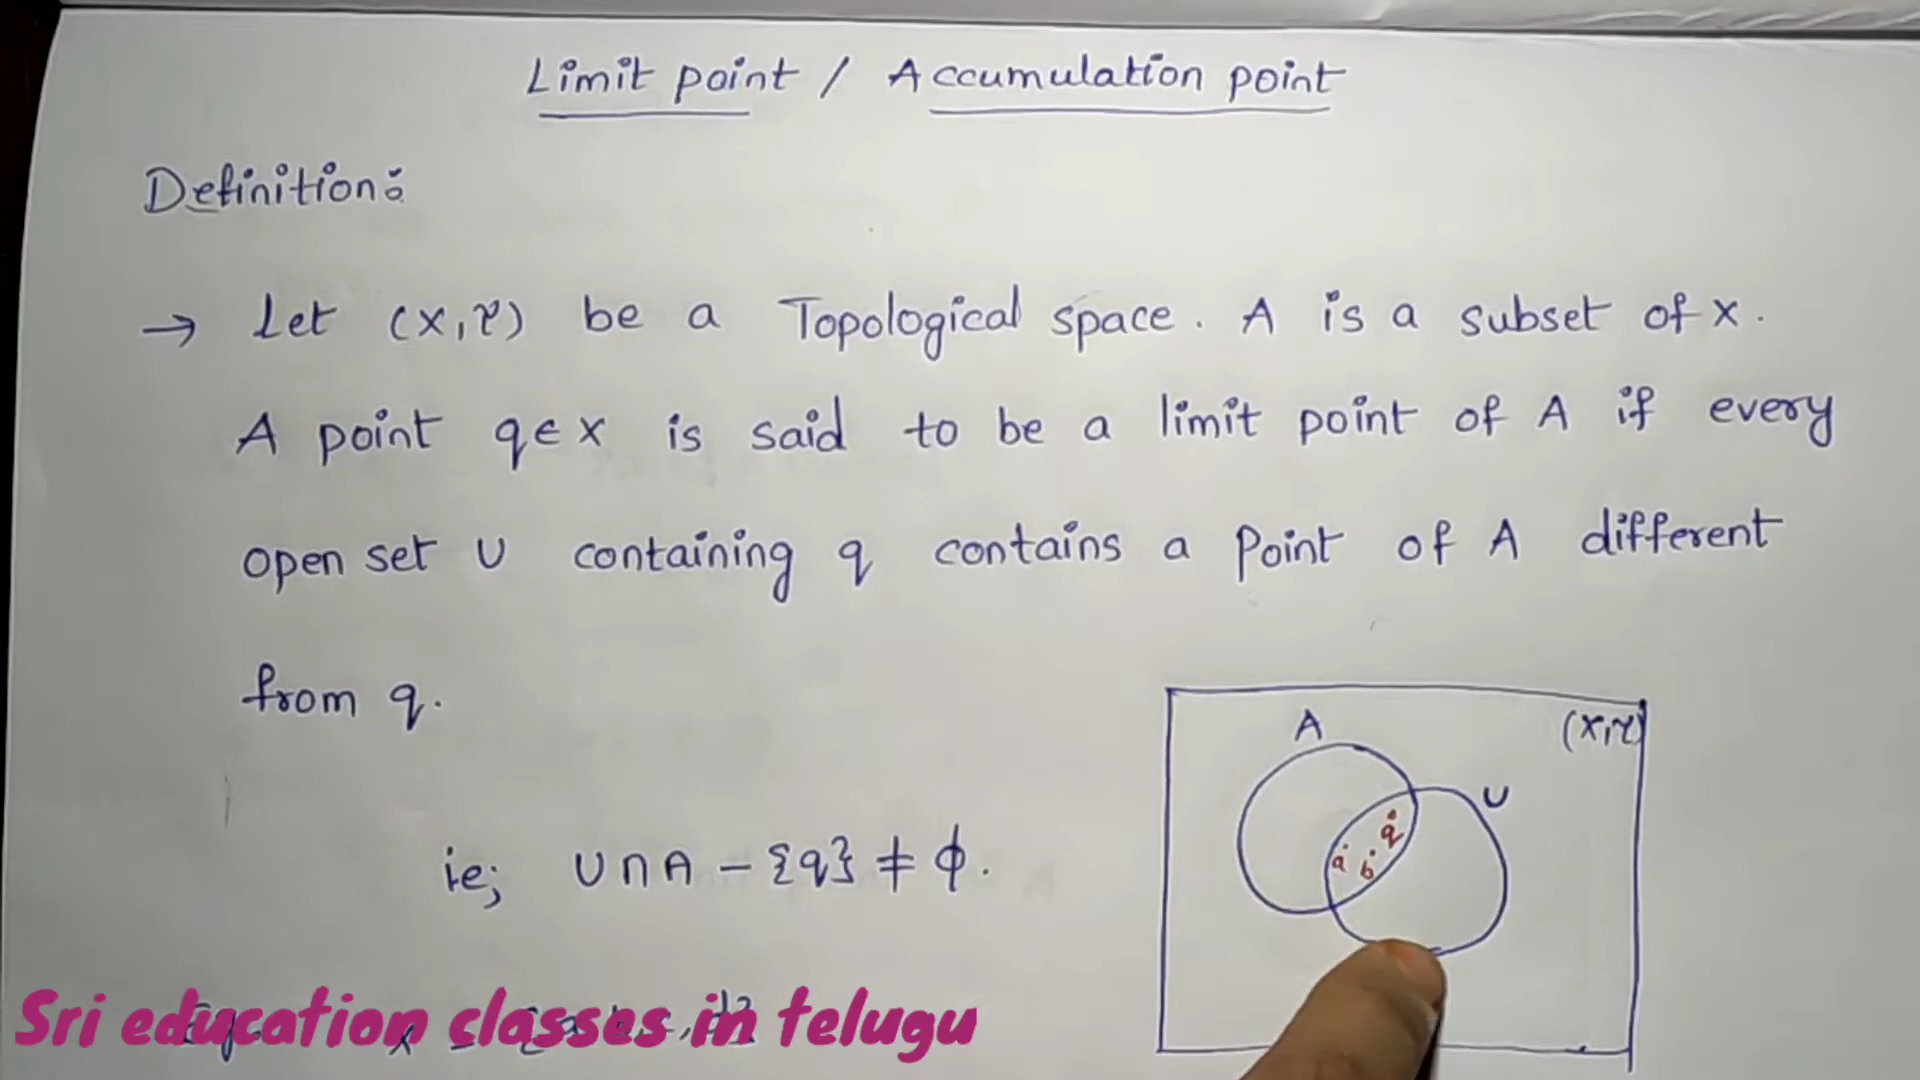 Limit point / Accumulation point
Definition:
→ Let (X,τ) be a Topological space. A is a subset of X.
A point q∈X is said to be a limit point of A if every
open set U containing q contains a Point of A different
from q.
ie; U∩A - {q} ≠ ϕ.
A
(X,τ)
U
q
a
b
Sri education classes in telugu